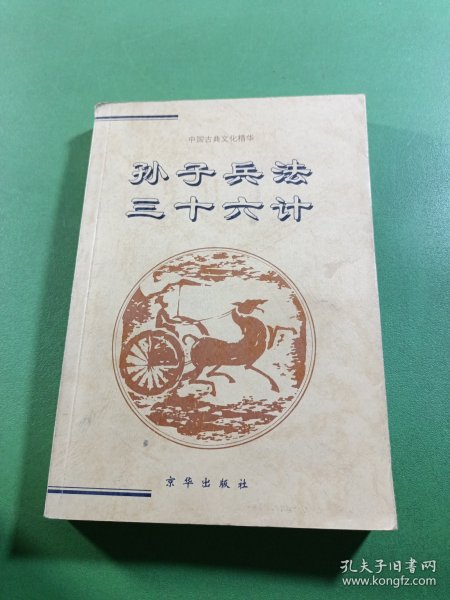 中国古典文化精华
孙子兵法
三十六计
京华出版社
孔夫子旧书网
www.kongfz.com